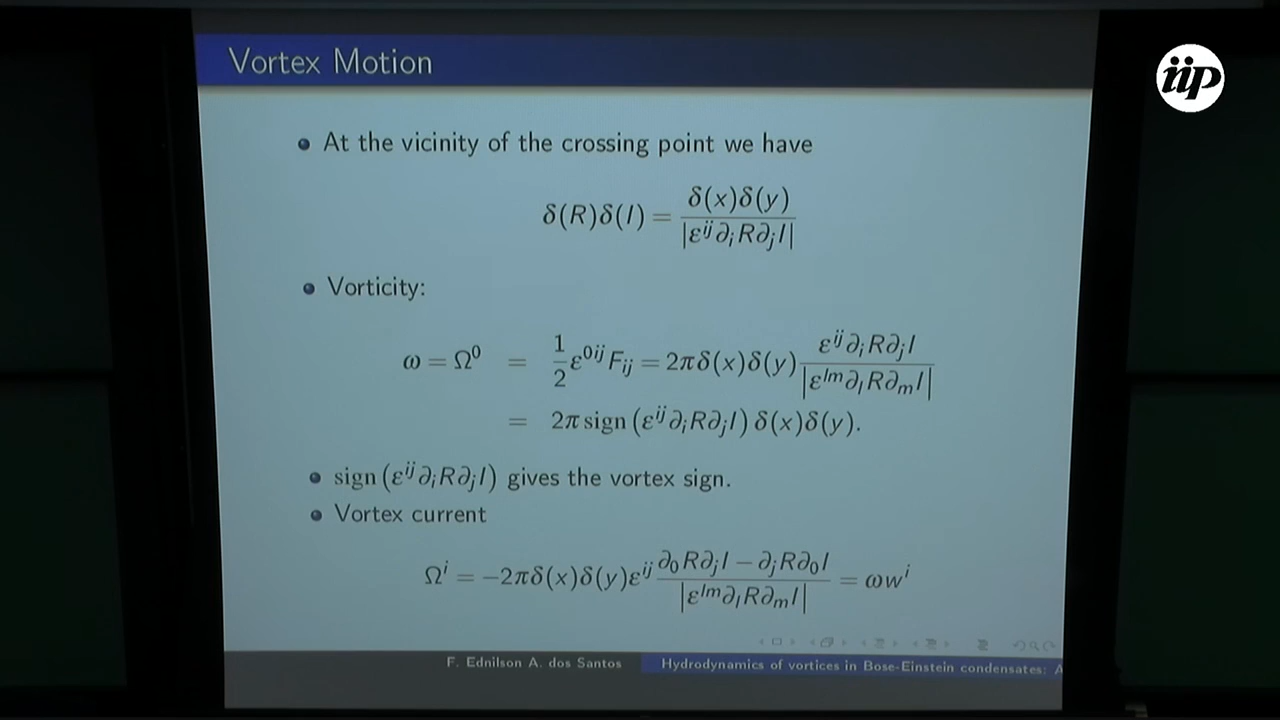 iip
Vortex Motion
At the vicinity of the crossing point we have
δ(R)δ(I) = δ(x)δ(y) / |ε^{ij}∂_iR∂_jI|
Vorticity:
ω = Ω^0 = 1/2 ε^{0ij}F_{ij} = 2πδ(x)δ(y) ε^{ij}∂_iR∂_jI / |ε^{lm}∂_lR∂_mI|
= 2π sign (ε^{ij}∂_iR∂_jI) δ(x)δ(y).
sign (ε^{ij}∂_iR∂_jI) gives the vortex sign.
Vortex current
Ω^i = −2πδ(x)δ(y)ε^{ij} ∂_0R∂_jI − ∂_jR∂_0I / |ε^{lm}∂_lR∂_mI| = ωw^i
F. Ednilson A. dos Santos
Hydrodynamics of vortices in Bose-Einstein condensates: A